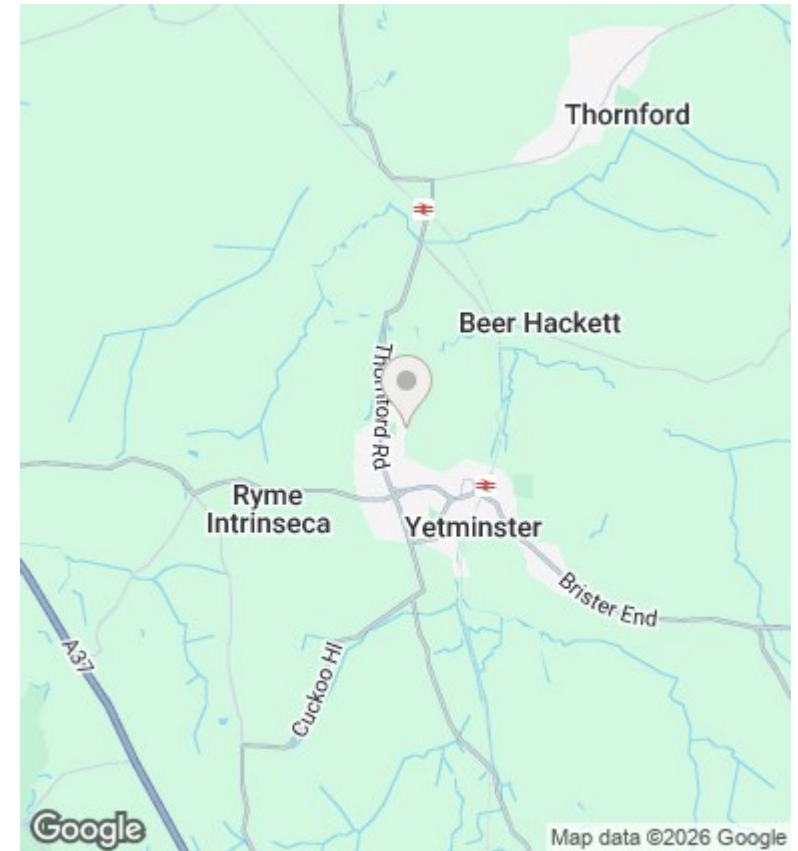 Thornford
Beer Hackett
Thornford Rd
Ryme
Intrinseca
Yetminster
Brister End
A37
Cuckoo Hl
Google
Map data ©2026 Google